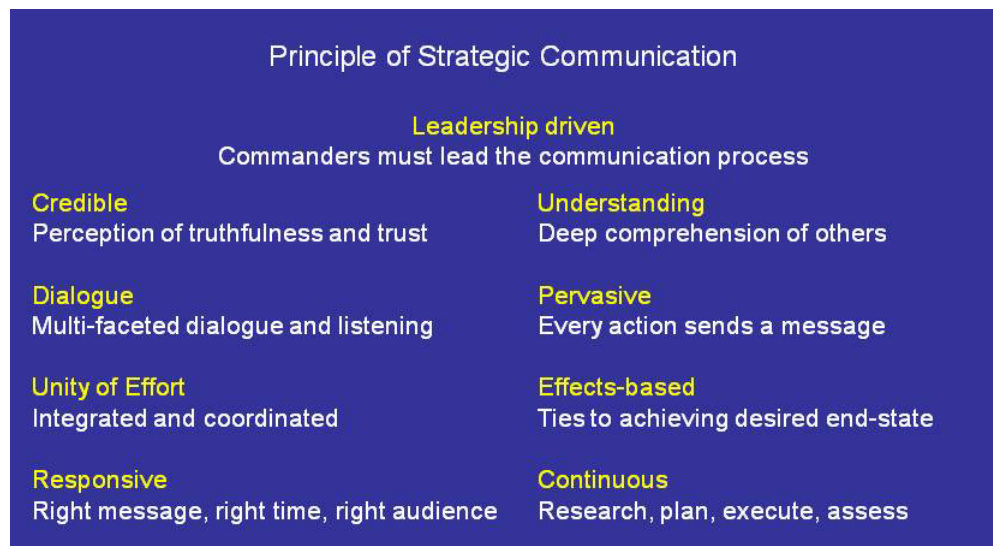 Principle of Strategic Communication
Leadership driven
Commanders must lead the communication process
Credible
Perception of truthfulness and trust
Understanding
Deep comprehension of others
Dialogue
Multi-faceted dialogue and listening
Pervasive
Every action sends a message
Unity of Effort
Integrated and coordinated
Effects-based
Ties to achieving desired end-state
Responsive
Right message, right time, right audience
Continuous
Research, plan, execute, assess